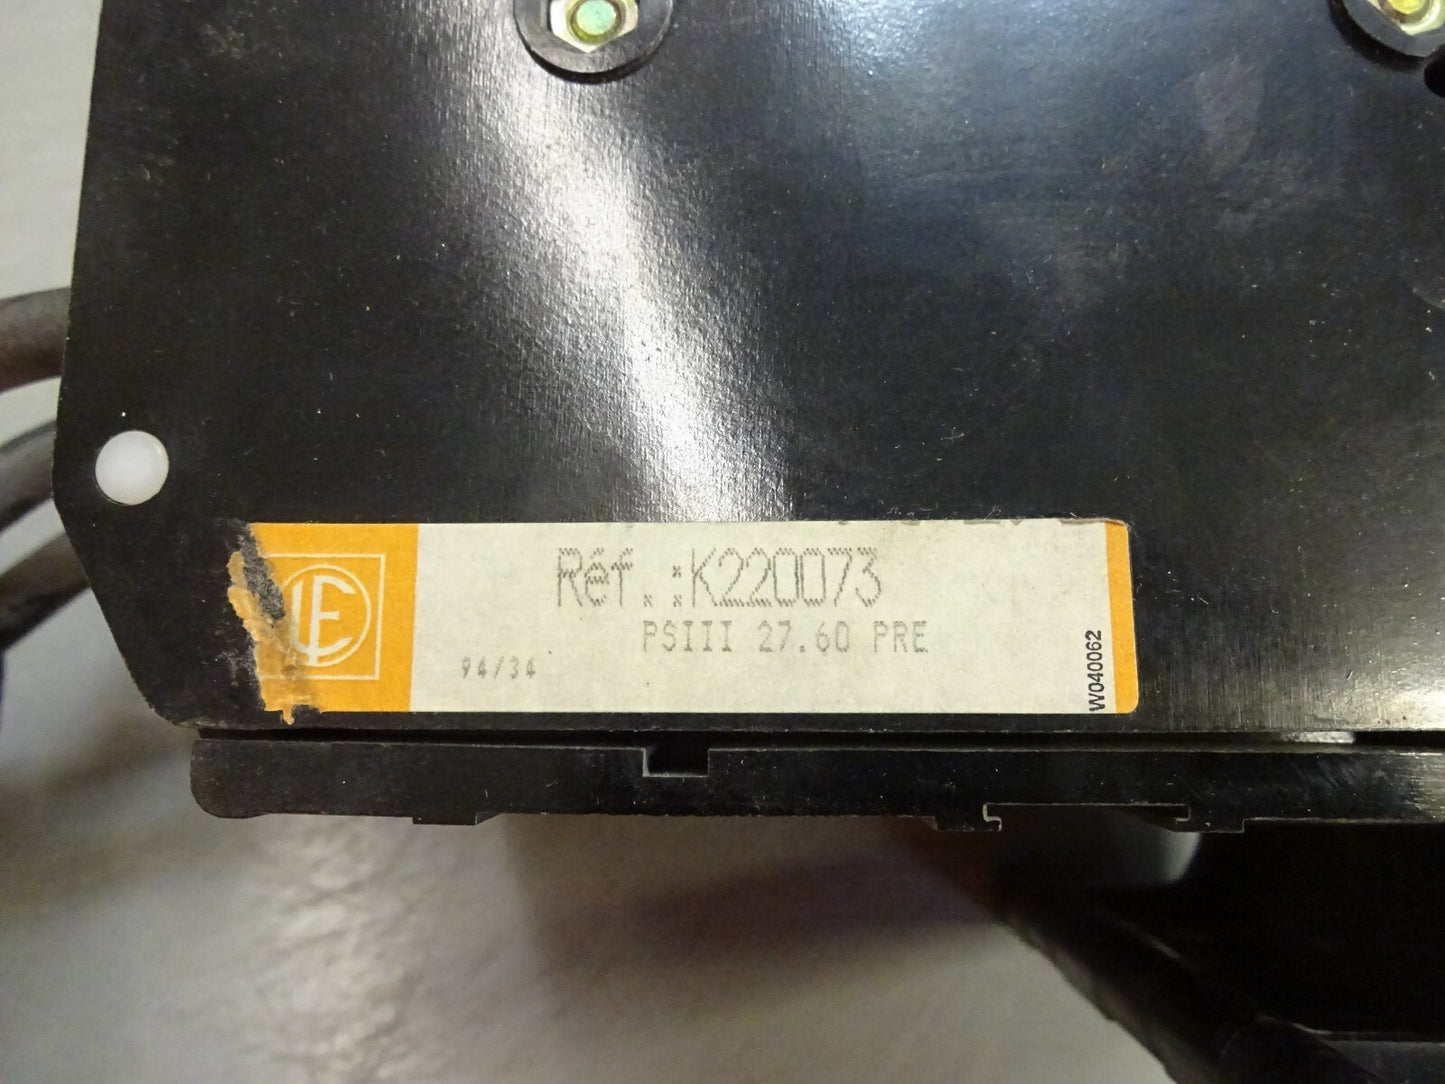 Réf.:K220073
PSIII 27.60 PRE
94/34
W040062